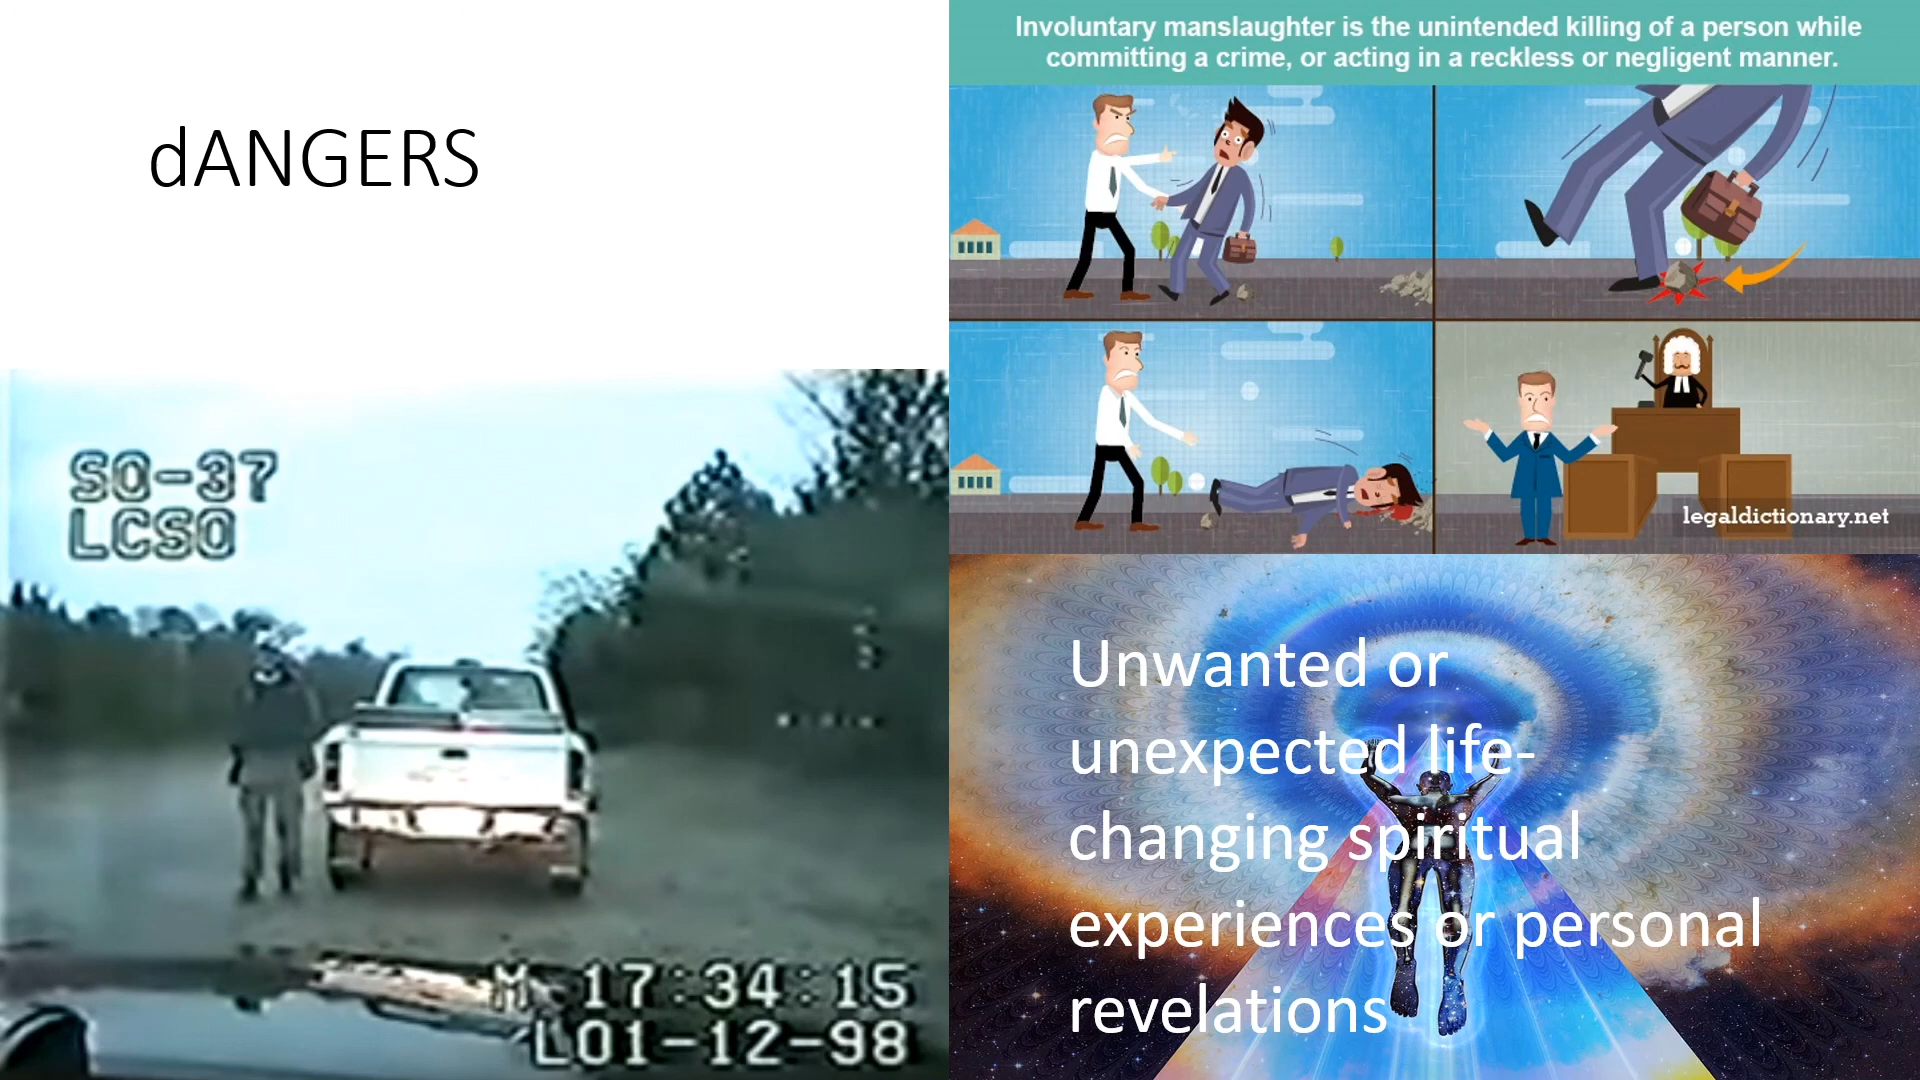 dANGERS
Involuntary manslaughter is the unintended killing of a person while
committing a crime, or acting in a reckless or negligent manner.
legaldictionary.net
SO-37
LCSO
M 17:34:15
L01-12-98
Unwanted or
unexpected life-
changing spiritual
experiences or personal
revelations